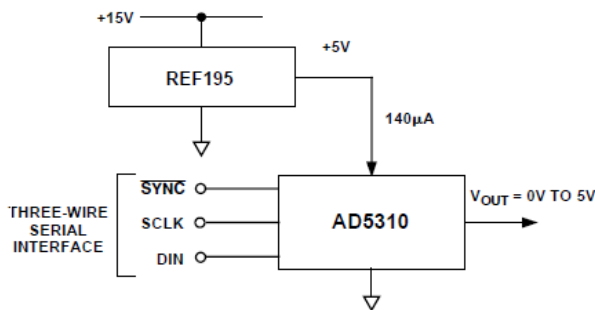 +15V
+5V
REF195
140µA
SYNC
THREE-WIRE
SERIAL
INTERFACE
SCLK
DIN
AD5310
VOUT = 0V TO 5V